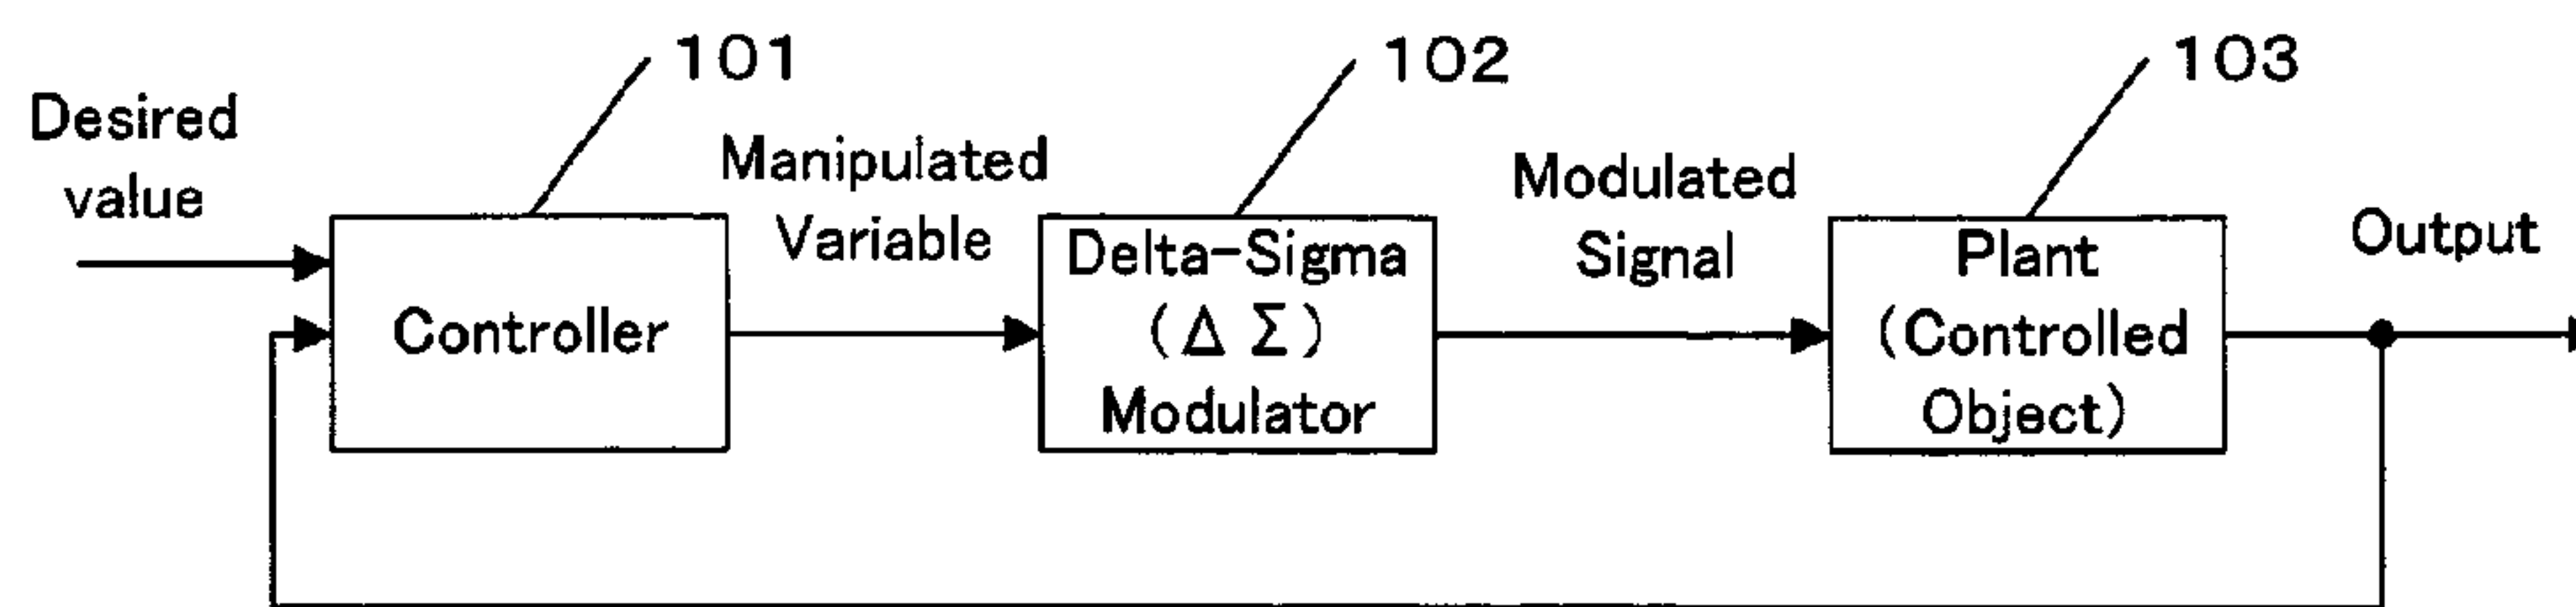 101
102
103
Desired
value
Manipulated
Variable
Modulated
Signal
Output
Controller
Delta-Sigma
(ΔΣ)
Modulator
Plant
(Controlled
Object)